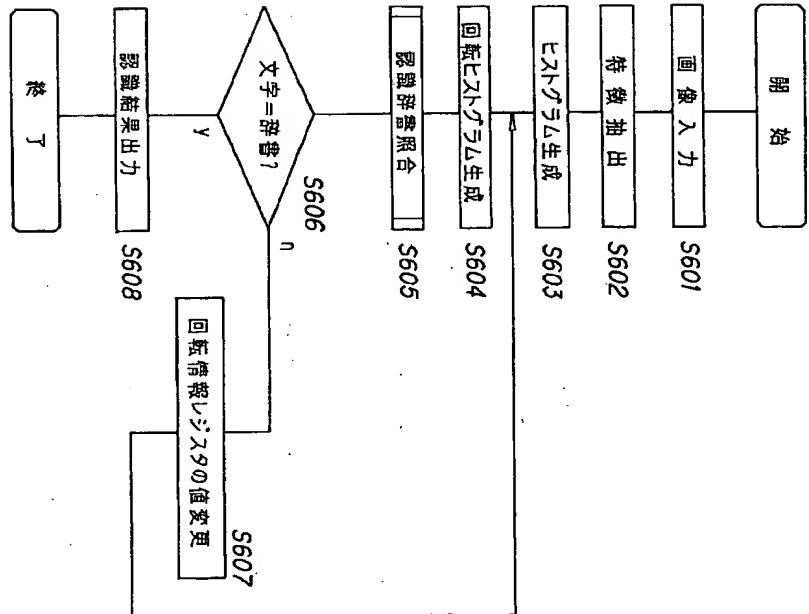 開始
画像入力
S601
特徴抽出
S602
ヒストグラム生成
S603
回転ヒストグラム生成
S604
認識辞書照合
S605
文字=辞書?
S606
n
y
回転情報レジスタの値変更
S607
認識結果出力
S608
終了